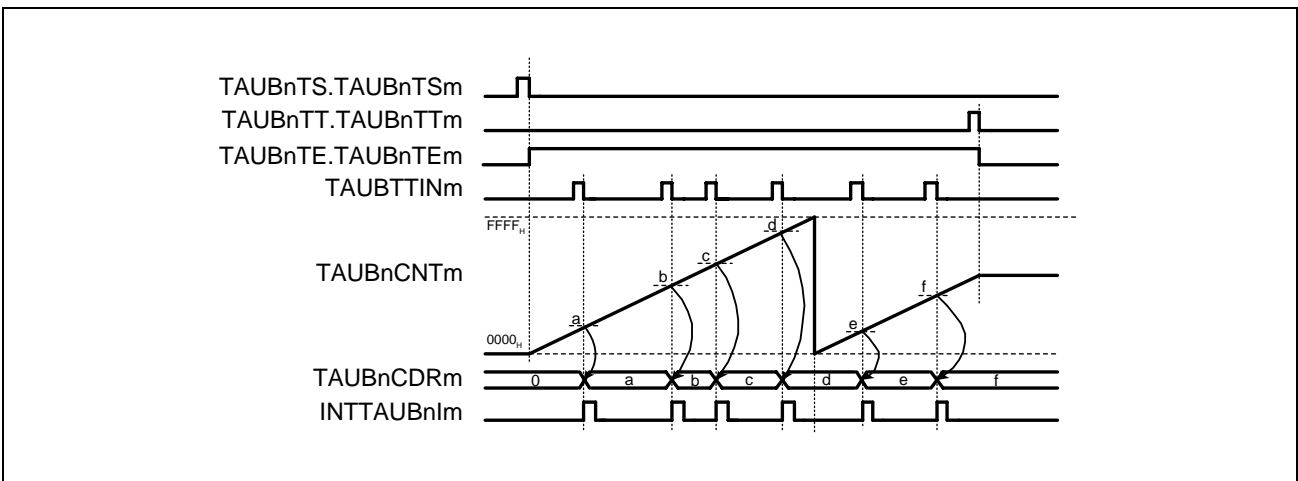 TAUBnTS.TAUBnTSm
TAUBnTT.TAUBnTTm
TAUBnTE.TAUBnTEm
TAUBTTINm
FFFFH
d
c
TAUBnCNTm
b
f
a
e
0000H
TAUBnCDRm
0 a b c d e f
INTTAUBnIm